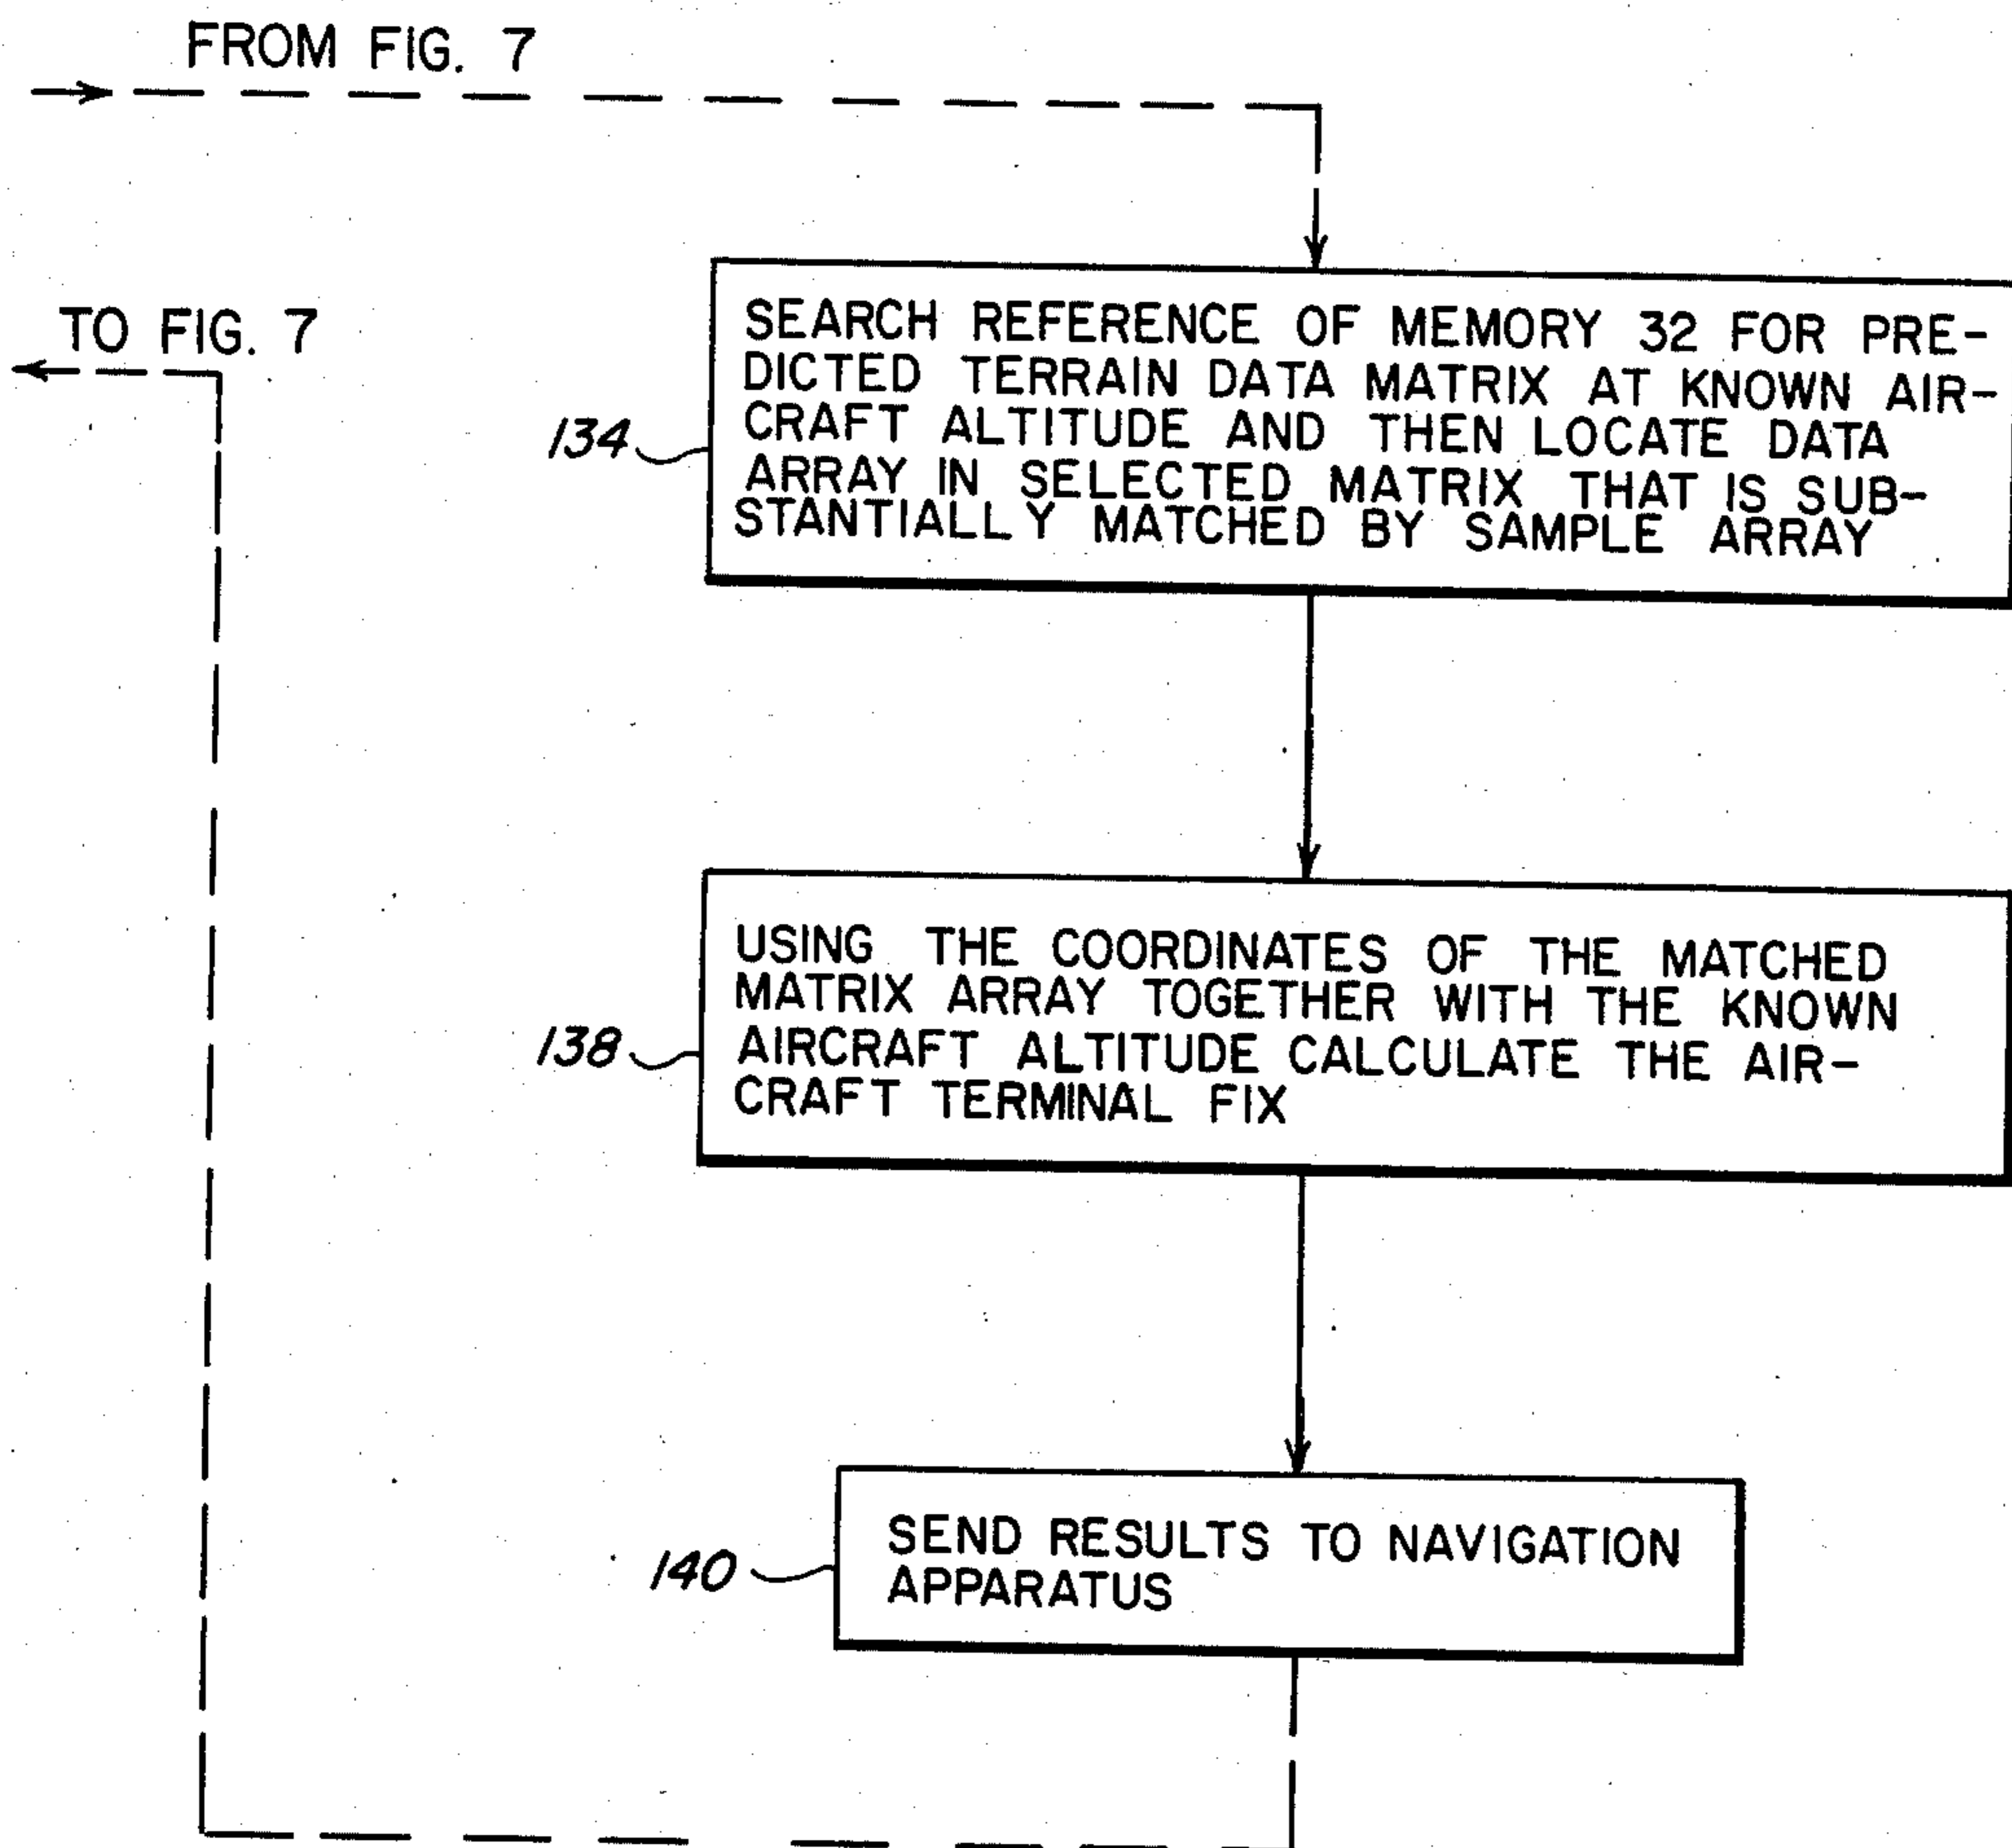 FROM FIG. 7
TO FIG. 7
134
SEARCH REFERENCE OF MEMORY 32 FOR PRE-
DICTED TERRAIN DATA MATRIX AT KNOWN AIR-
CRAFT ALTITUDE AND THEN LOCATE DATA
ARRAY IN SELECTED MATRIX THAT IS SUB-
STANTIALLY MATCHED BY SAMPLE ARRAY
138
USING THE COORDINATES OF THE MATCHED
MATRIX ARRAY TOGETHER WITH THE KNOWN
AIRCRAFT ALTITUDE CALCULATE THE AIR-
CRAFT TERMINAL FIX
140
SEND RESULTS TO NAVIGATION
APPARATUS